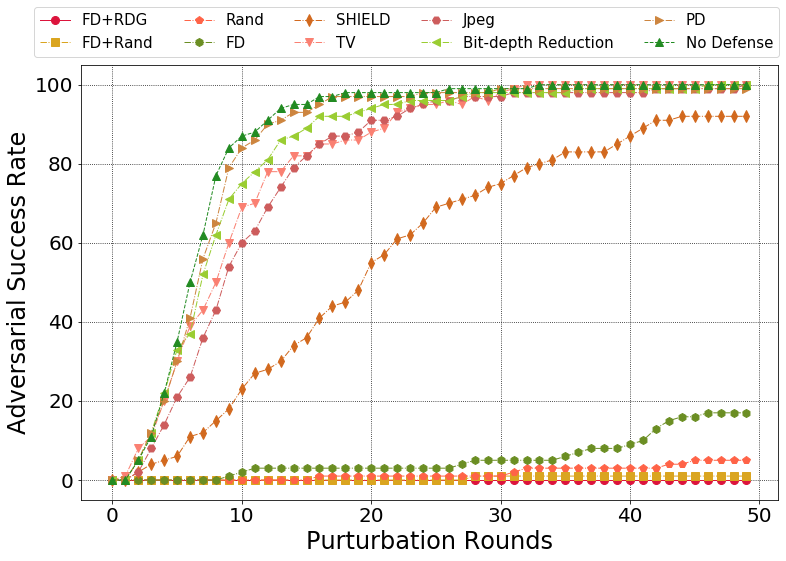 FD+RDG Rand SHIELD Jpeg PD
FD+Rand FD TV Bit-depth Reduction No Defense
100
80
60
40
20
0
Adversarial Success Rate
0 10 20 30 40 50
Purturbation Rounds